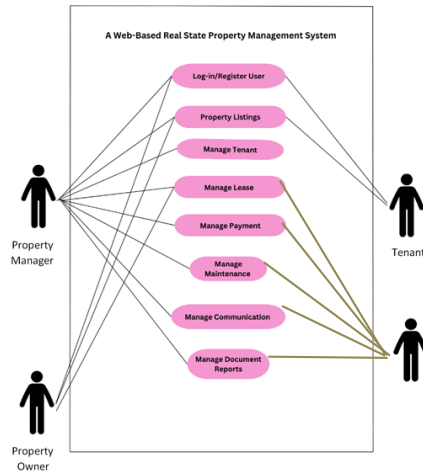 A Web-Based Real State Property Management System
Log-in/Register User
Property Listings
Manage Tenant
Manage Lease
Manage Payment
Manage
Maintenance
Manage Communication
Manage Document
Reports
Property
Manager
Tenant
Property
Owner